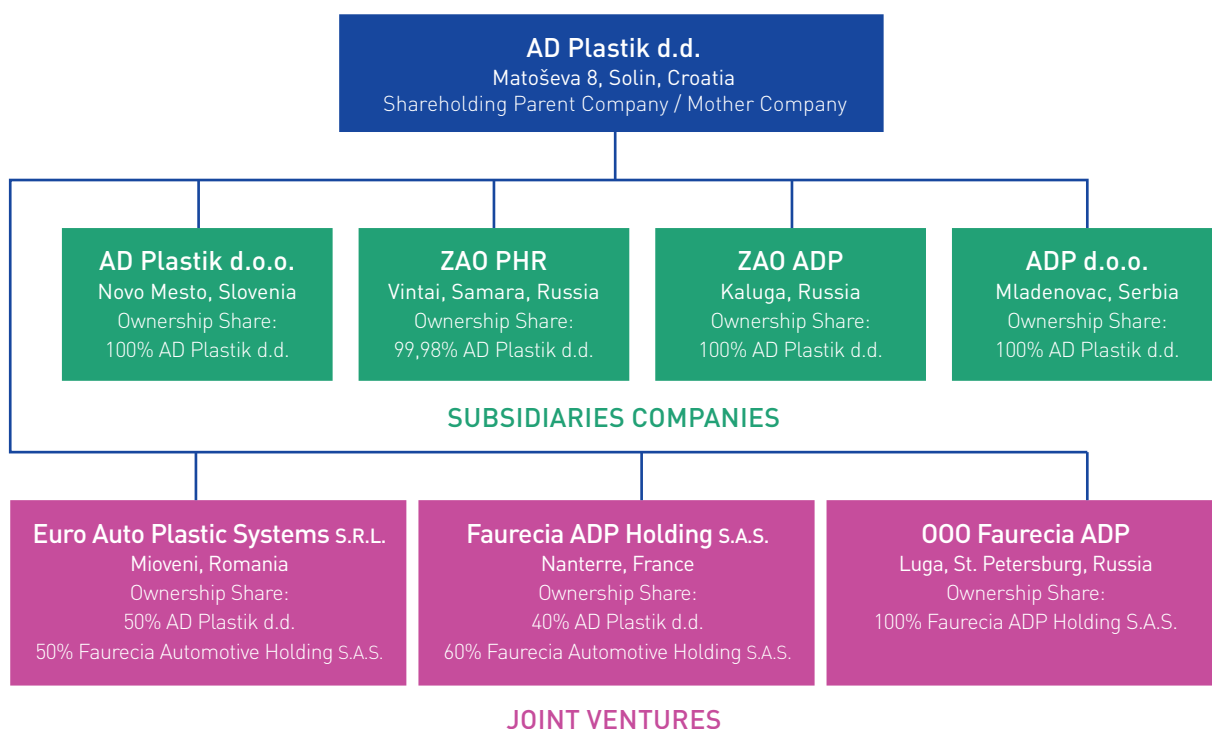 AD Plastik d.d.
Matoševa 8, Solin, Croatia
Shareholding Parent Company / Mother Company
AD Plastik d.o.o.
Novo Mesto, Slovenia
Ownership Share:
100% AD Plastik d.d.
ZAO PHR
Vintai, Samara, Russia
Ownership Share:
99,98% AD Plastik d.d.
ZAO ADP
Kaluga, Russia
Ownership Share:
100% AD Plastik d.d.
ADP d.o.o.
Mladenovac, Serbia
Ownership Share:
100% AD Plastik d.d.
SUBSIDIARIES COMPANIES
Euro Auto Plastic Systems S.R.L.
Mioveni, Romania
Ownership Share:
50% AD Plastik d.d.
50% Faurecia Automotive Holding S.A.S.
Faurecia ADP Holding S.A.S.
Nanterre, France
Ownership Share:
40% AD Plastik d.d.
60% Faurecia Automotive Holding S.A.S.
OOO Faurecia ADP
Luga, St. Petersburg, Russia
Ownership Share:
100% Faurecia ADP Holding S.A.S.
JOINT VENTURES